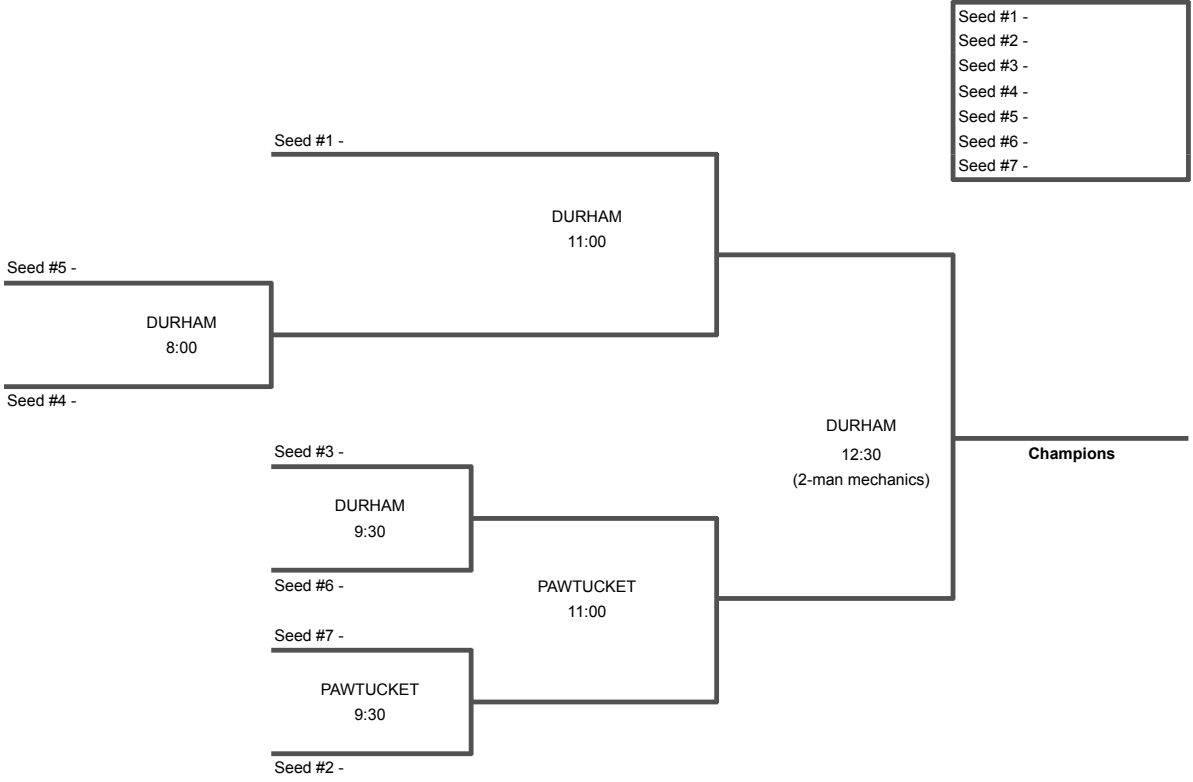 Seed #1 -
Seed #2 -
Seed #3 -
Seed #4 -
Seed #5 -
Seed #6 -
Seed #7 -
Seed #1 -
DURHAM
11:00
Seed #5 -
DURHAM
8:00
Seed #4 -
DURHAM
12:30
(2-man mechanics)
Champions
Seed #3 -
DURHAM
9:30
Seed #6 -
PAWTUCKET
11:00
Seed #7 -
PAWTUCKET
9:30
Seed #2 -